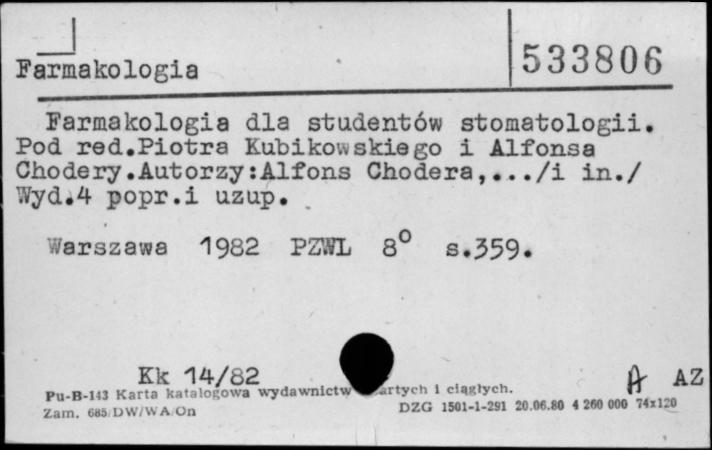 Farmakologia
533806
Farmakologia dla studentów stomatologii.
Pod red.Piotra Kubikowskiego i Alfonsa
Chodery.Autorzy:Alfons Chodera,.../i in./
Wyd.4 popr.i uzup.
Warszawa 1982 PZWL 8° s.359.
Kk 14/82
A AZ
Pu-B-143 Karta katalogowa wydawnictw artych i ciągłych.
Zam. 685/DW/WA/On DZG 1501-1-291 20.06.80 4 260 000 74x120